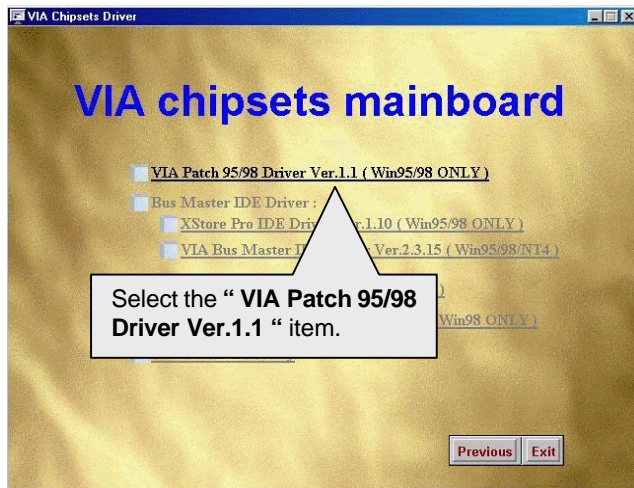 VIA Chipsets Driver
VIA chipsets mainboard
VIA Patch 95/98 Driver Ver.1.1 ( Win95/98 ONLY )
Bus Master IDE Driver :
XStore Pro IDE .1.10 ( Win95/98 ONLY )
VIA Bus Master Ver.2.3.15 ( Win95/98/NT4 )
)
Win98 ONLY )
Select the “ VIA Patch 95/98
Driver Ver.1.1 “ item.
Previous Exit